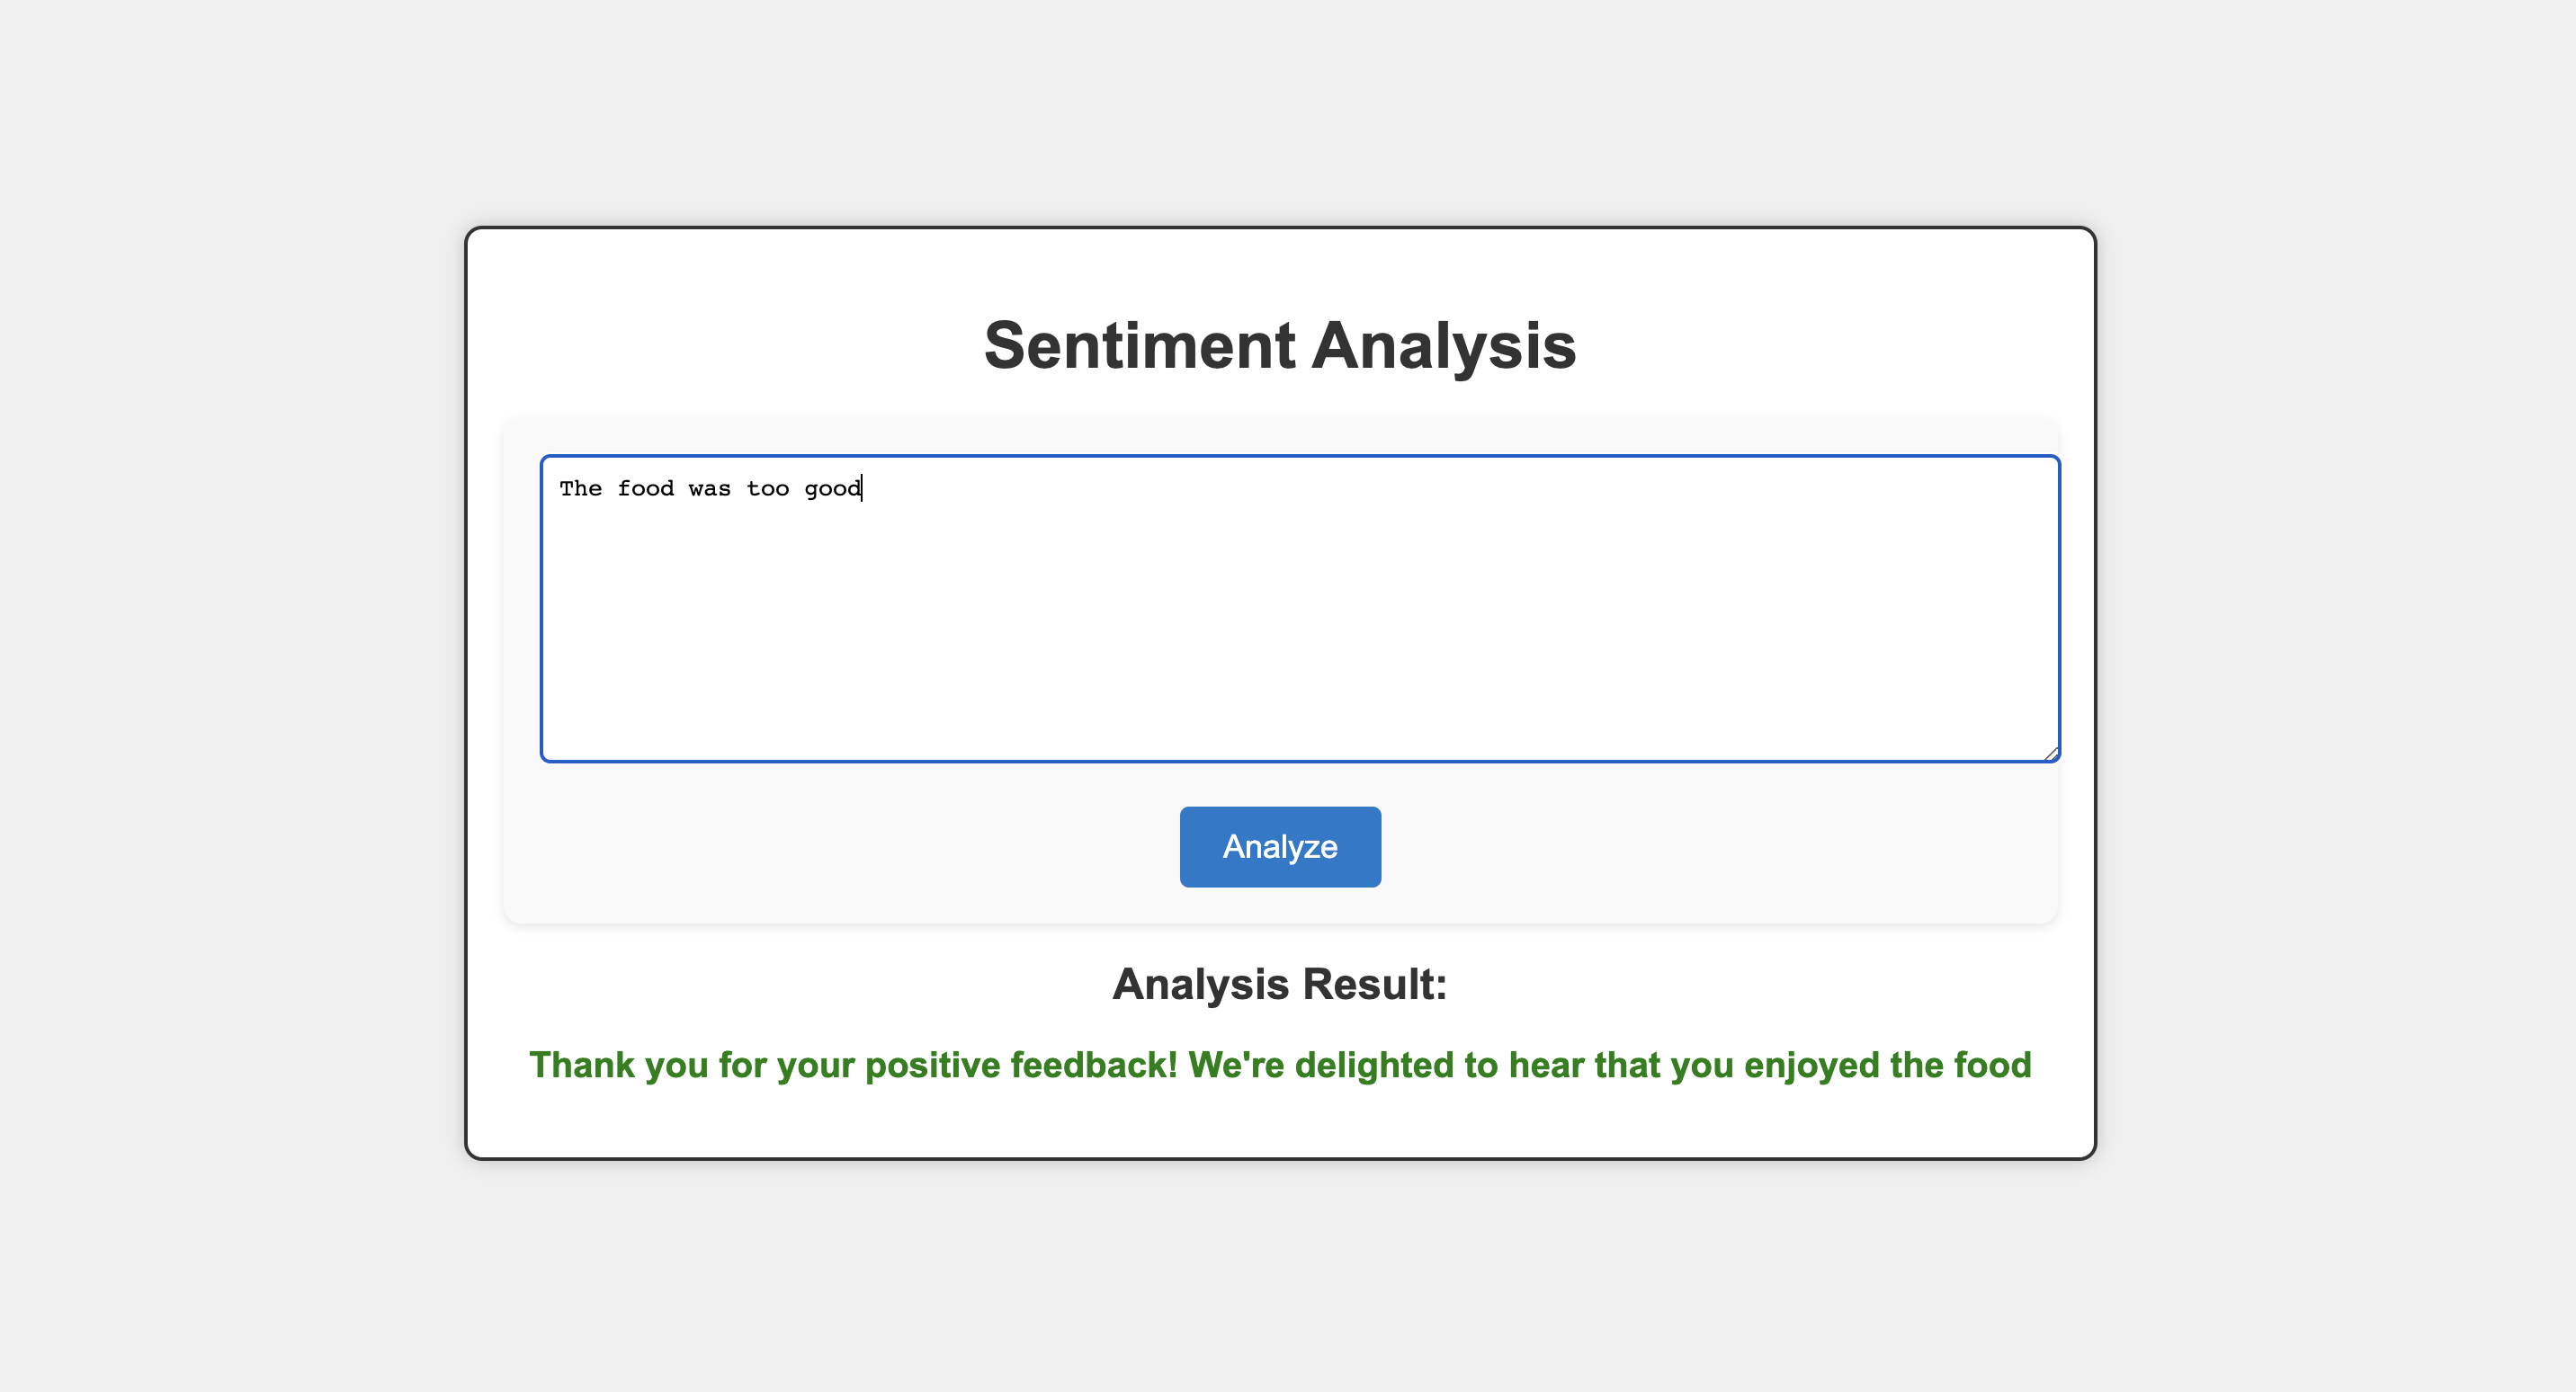 Sentiment Analysis
The food was too good
Analyze
Analysis Result:
Thank you for your positive feedback! We're delighted to hear that you enjoyed the food